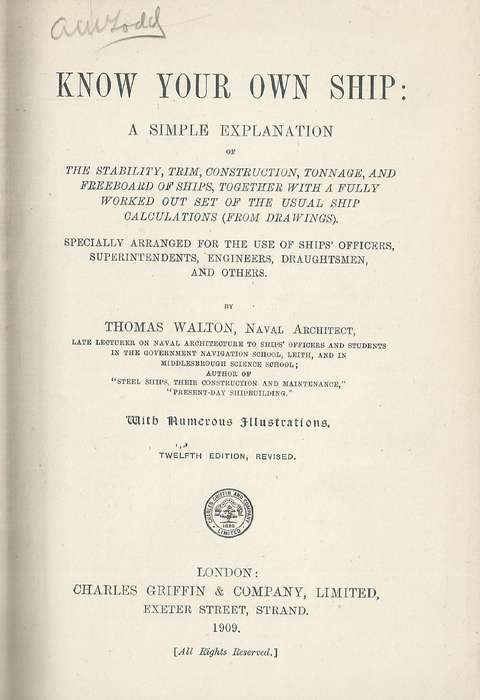 KNOW YOUR OWN SHIP:
A SIMPLE EXPLANATION
OF
THE STABILITY, TRIM, CONSTRUCTION, TONNAGE, AND
FREEBOARD OF SHIPS, TOGETHER WITH A FULLY
WORKED OUT SET OF THE USUAL SHIP
CALCULATIONS (FROM DRAWINGS).
SPECIALLY ARRANGED FOR THE USE OF SHIPS' OFFICERS,
SUPERINTENDENTS, ENGINEERS, DRAUGHTSMEN,
AND OTHERS.
BY
THOMAS WALTON, NAVAL ARCHITECT,
LATE LECTURER ON NAVAL ARCHITECTURE TO SHIPS' OFFICERS AND STUDENTS
IN THE GOVERNMENT NAVIGATION SCHOOL, LEITH, AND IN
MIDDLESBROUGH SCIENCE SCHOOL;
AUTHOR OF
"STEEL SHIPS, THEIR CONSTRUCTION AND MAINTENANCE,"
"PRESENT-DAY SHIPBUILDING."
With Numerous Illustrations.
TWELFTH EDITION, REVISED.
CHARLES GRIFFIN AND COMPANY
LIMITED
LONDON:
CHARLES GRIFFIN & COMPANY, LIMITED,
EXETER STREET, STRAND.
1909.
[All Rights Reserved.]